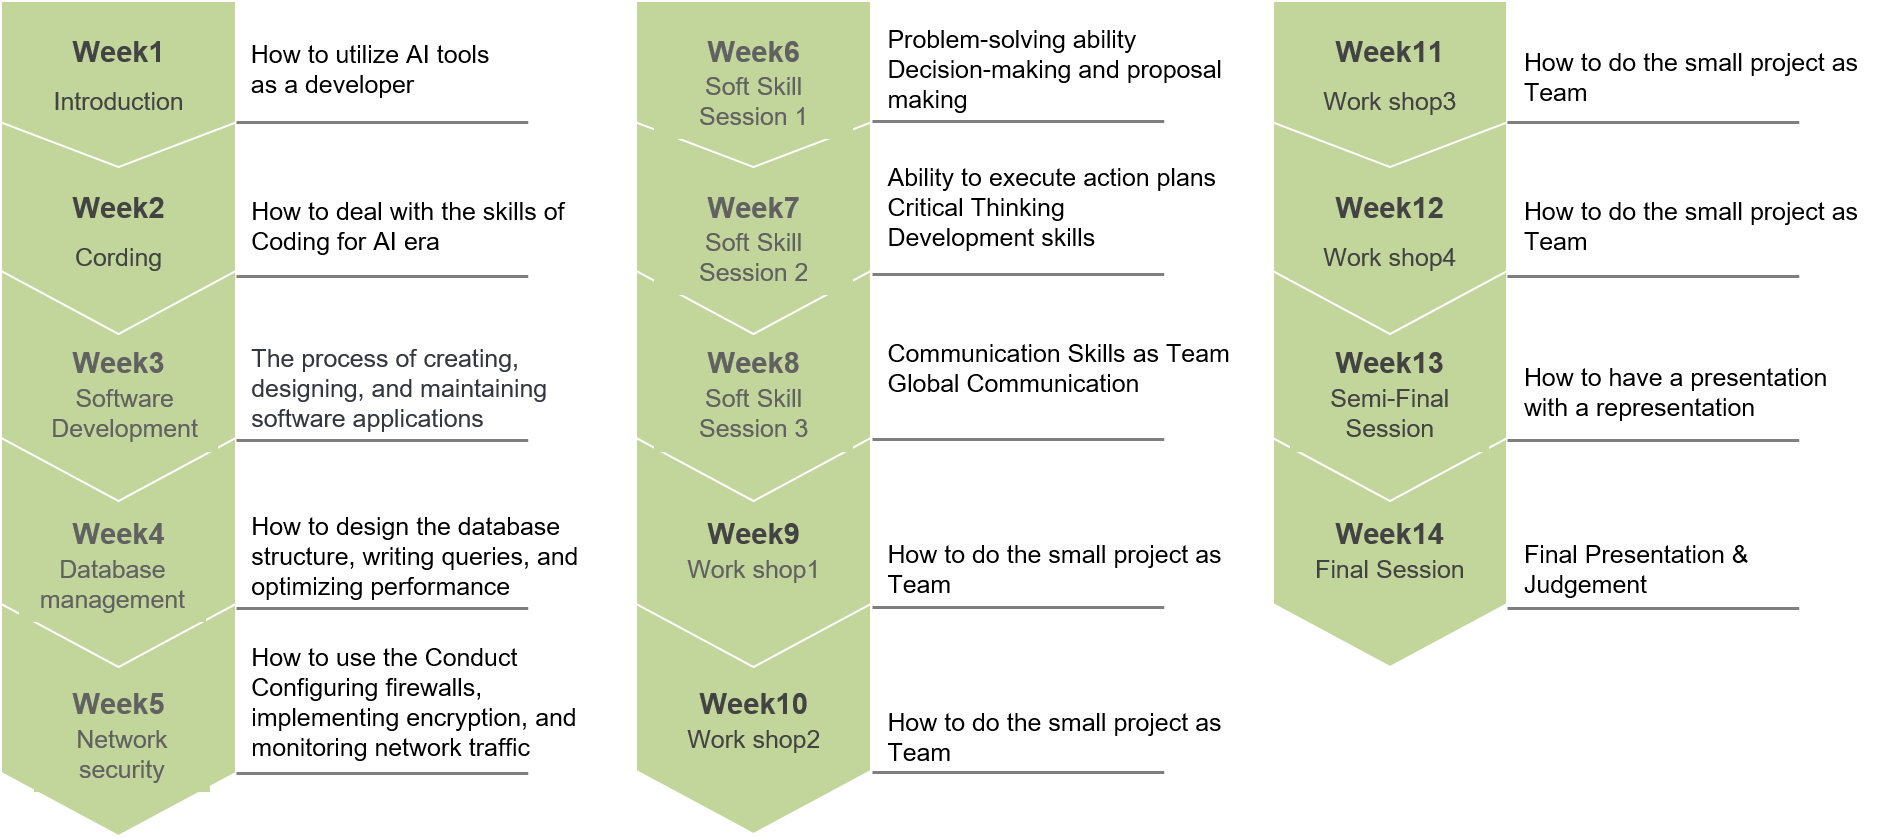 Week1
Introduction
How to utilize AI tools
as a developer
Week2
Cording
How to deal with the skills of
Coding for AI era
Week3
Software
Development
The process of creating,
designing, and maintaining
software applications
Week4
Database
management
How to design the database
structure, writing queries, and
optimizing performance
Week5
Network
security
How to use the Conduct
Configuring firewalls,
implementing encryption, and
monitoring network traffic
Week6
Soft Skill
Session 1
Problem-solving ability
Decision-making and proposal
making
Week7
Soft Skill
Session 2
Ability to execute action plans
Critical Thinking
Development skills
Week8
Soft Skill
Session 3
Communication Skills as Team
Global Communication
Week9
Work shop1
How to do the small project as
Team
Week10
Work shop2
How to do the small project as
Team
Week11
Work shop3
How to do the small project as
Team
Week12
Work shop4
How to do the small project as
Team
Week13
Semi-Final
Session
How to have a presentation
with a representation
Week14
Final Session
Final Presentation &
Judgement